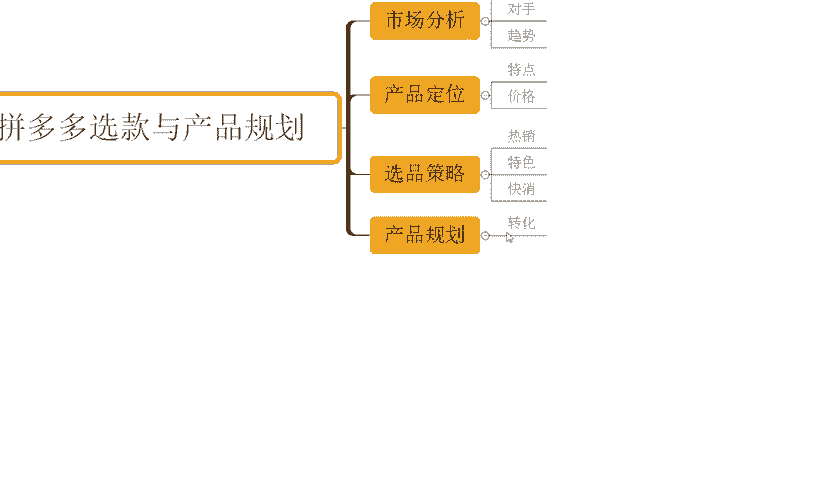 拼多多选款与产品规划
市场分析
对手
趋势
产品定位
特点
价格
选品策略
热销
特色
快消
产品规划
转化